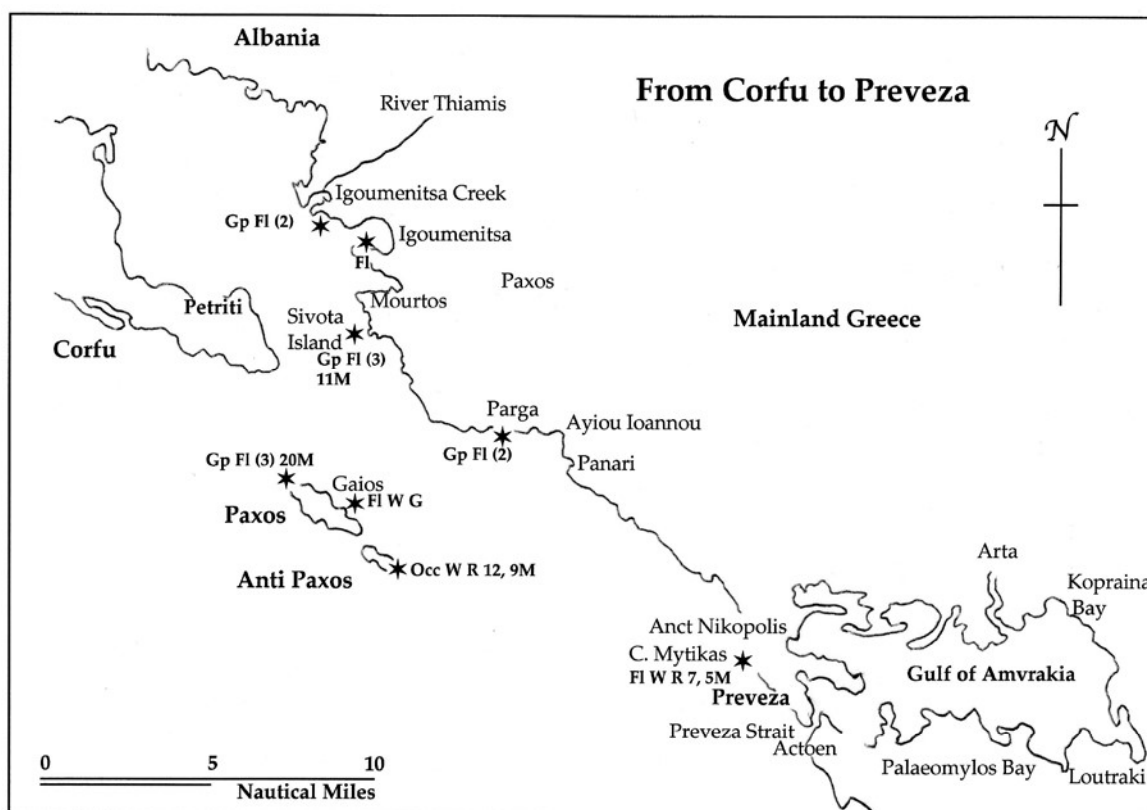 Albania
From Corfu to Preveza
River Thiamis
N
Igoumenitsa Creek
Gp Fl (2)
Igoumenitsa
Fl
Paxos
Petriti
Mourtos
Sivota
Island
Mainland Greece
Corfu
Gp Fl (3)
11M
Parga
Ayiou Ioannou
Gp Fl (2)
Panari
Gp Fl (3) 20M
Gaios
Fl W G
Paxos
Anti Paxos
Occ W R 12, 9M
Arta
Kopraina
Bay
Anct Nikopolis
C. Mytikas
Fl W R 7, 5M
Gulf of Amvrakia
Preveza
Preveza Strait
Actoen
Palaeomylos Bay
Loutraki
0 5 10
Nautical Miles